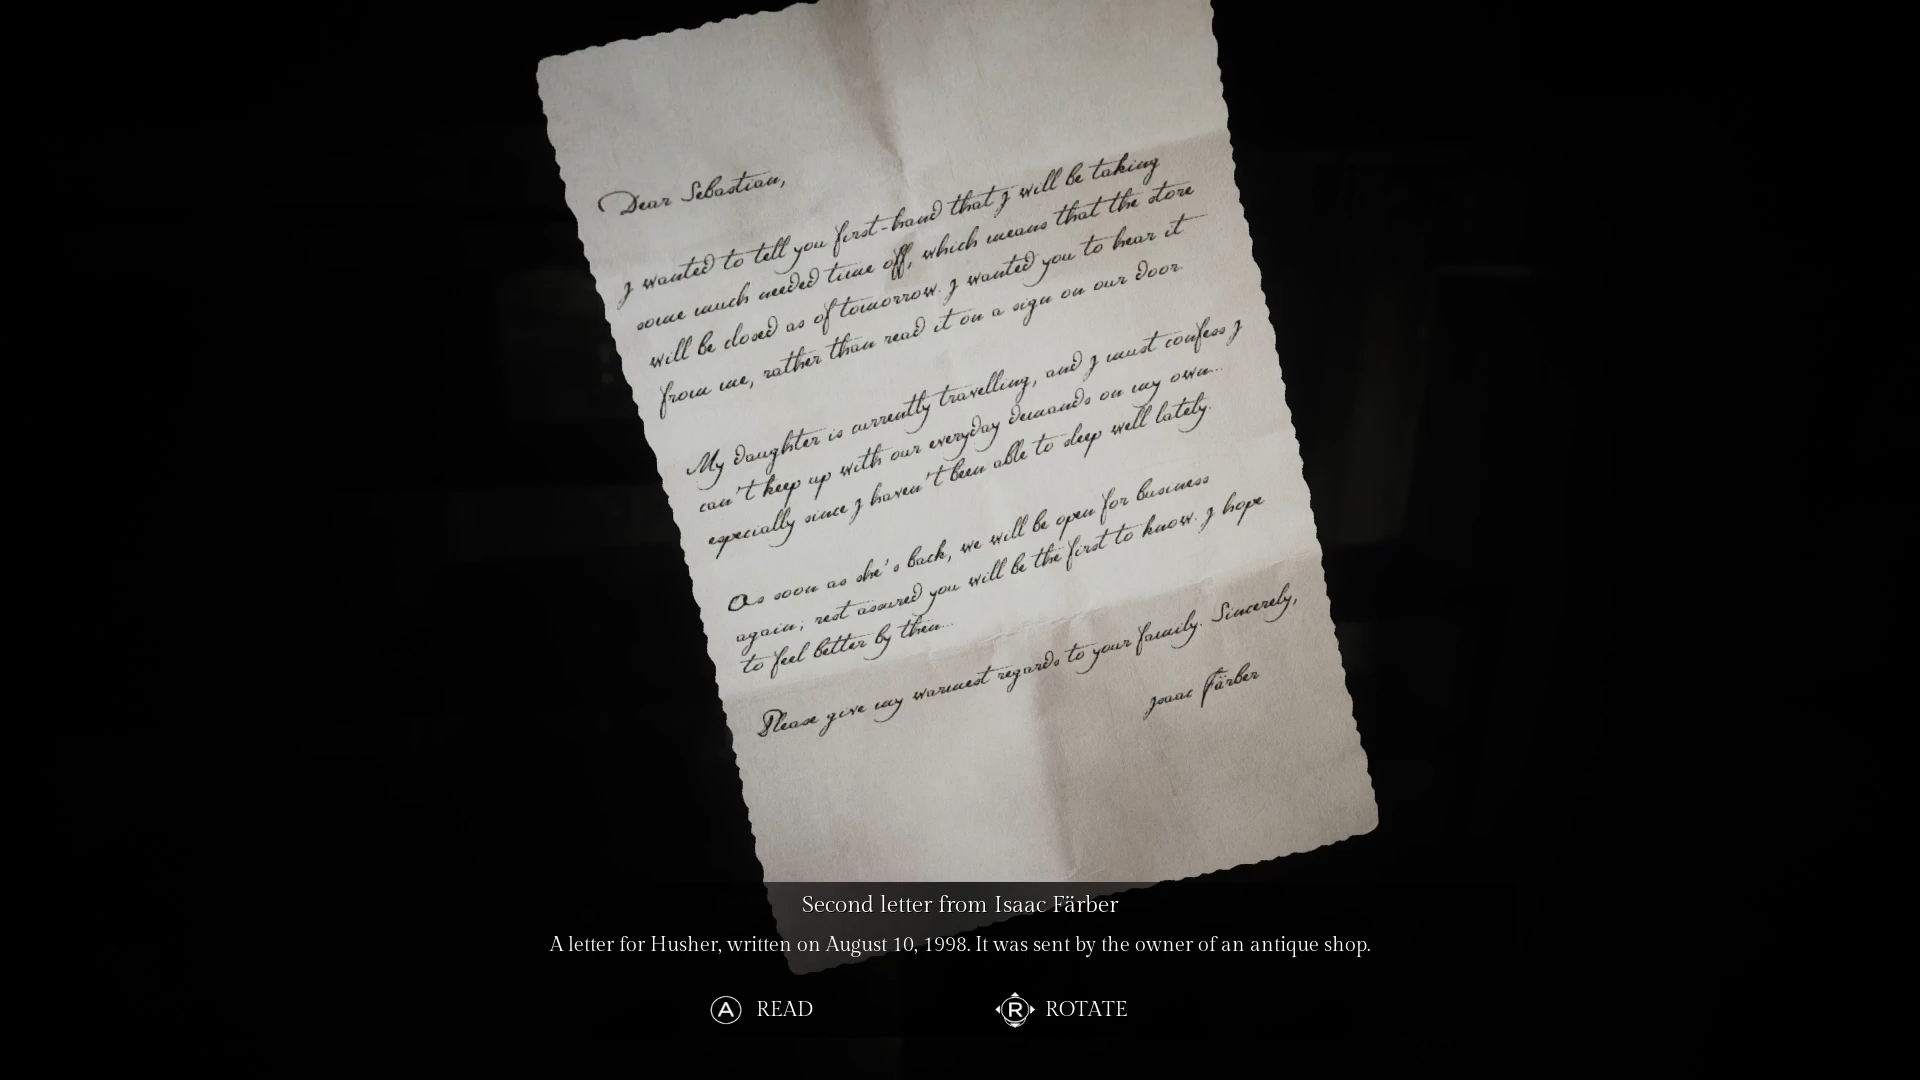 Dear Sebastian,
I wanted to tell you first-hand that I will be taking
some much needed time off, which means that the store
will be closed as of tomorrow. I wanted you to hear it
from me, rather than read it on a sign on our door.
My daughter is currently travelling, and I must confess I
can't keep up with our everyday demands on my own...
especially since I haven't been able to sleep well lately.
As soon as she's back, we will be open for business
again; rest assured you will be the first to know. I hope
to feel better by then...
Please give my warmest regards to your family. Sincerely,
Isaac Färber
Second letter from Isaac Färber
A letter for Husher, written on August 10, 1998. It was sent by the owner of an antique shop.
A READ
R ROTATE